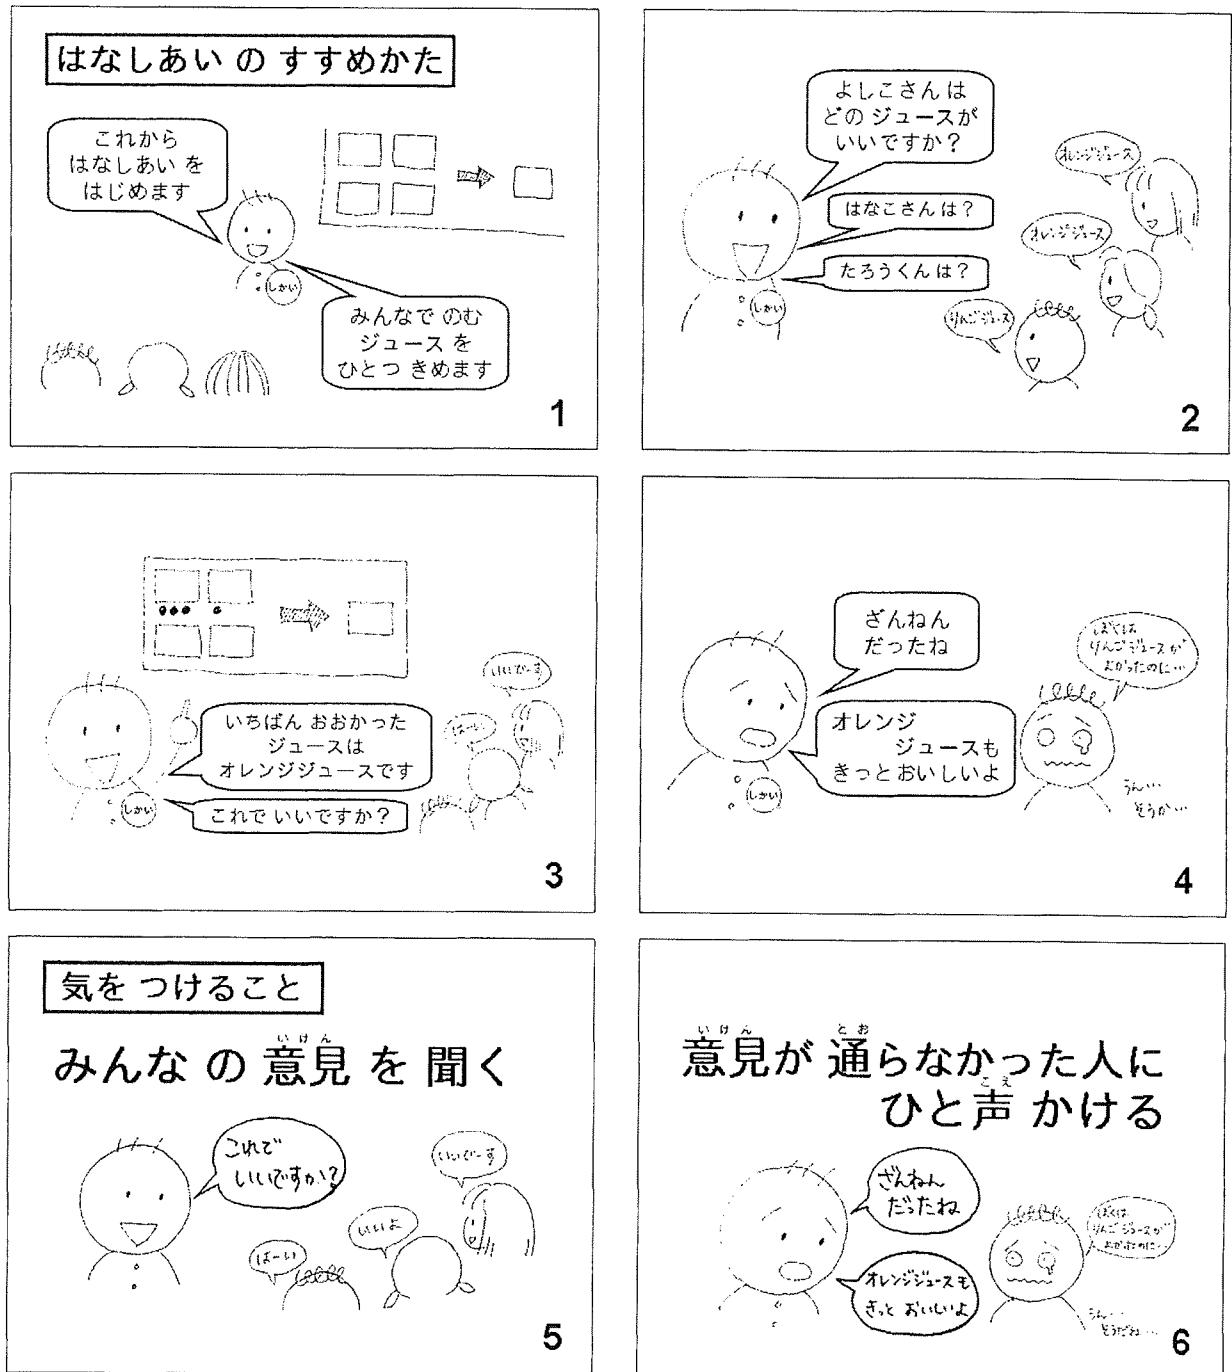 はなしあい の すすめかた
これから
はなしあい を
はじめます
しかい
みんなで のむ
ジュース を
ひとつ きめます
1
よしこさん は
どの ジュースが
いいですか？
はなこさん は？
たろうくん は？
しかい
オレンジジュース
オレンジジュース
りんごジュース
2
いちばん おおかった
ジュースは
オレンジジュースです
これで いいですか？
しかい
いいでーす
はーい
3
ざんねん
だったね
オレンジ
ジュースも
きっと おいしいよ
しかい
ぼくは
りんごジュースが
よかったのに…
うん…
そうか…
4
気を つけること
みんな の 意見 を 聞く
いけん
これで
いいですか？
はーい
いいよ
いいでーす
5
いけん
とお
意見が 通らなかった人に
こえ
ひと声 かける
ざんねん
だったね
オレンジジュースも
きっと おいしいよ
ぼくは
りんごジュースが
よかったのに…
うん…
そうだね…
6